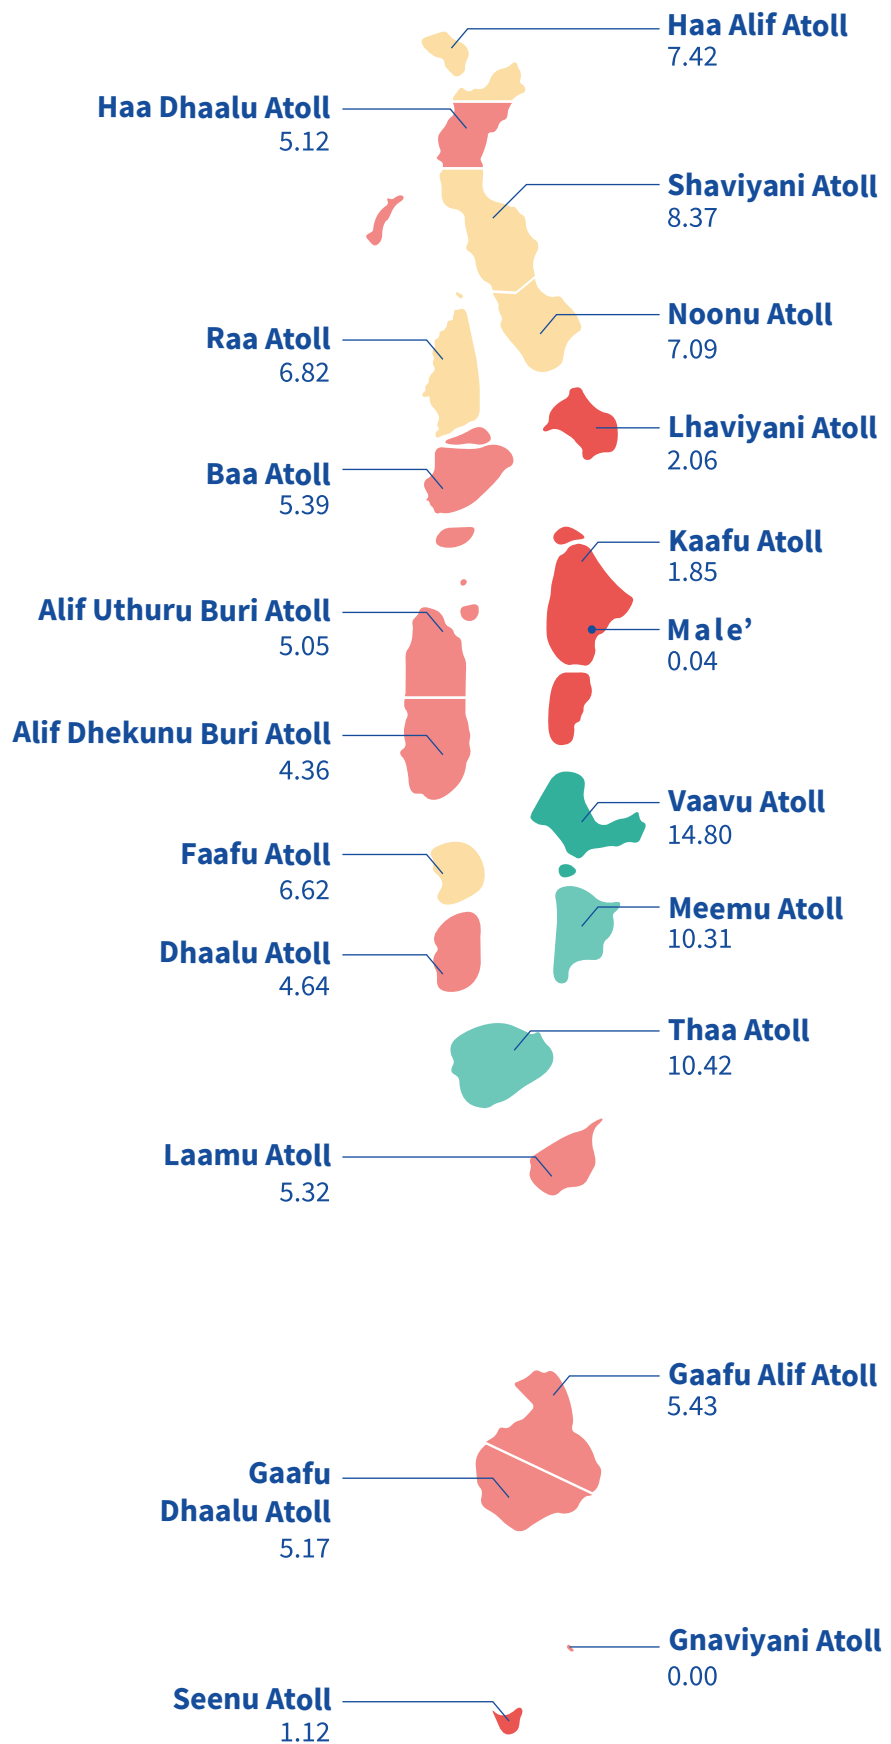 Haa Alif Atoll
7.42
Haa Dhaalu Atoll
5.12
Shaviyani Atoll
8.37
Noonu Atoll
7.09
Raa Atoll
6.82
Lhaviyani Atoll
2.06
Baa Atoll
5.39
Kaafu Atoll
1.85
Alif Uthuru Buri Atoll
5.05
Male’
0.04
Alif Dhekunu Buri Atoll
4.36
Vaavu Atoll
14.80
Faafu Atoll
6.62
Meemu Atoll
10.31
Dhaalu Atoll
4.64
Thaa Atoll
10.42
Laamu Atoll
5.32
Gaafu Alif Atoll
5.43
Gaafu
Dhaalu Atoll
5.17
Gnaviyani Atoll
0.00
Seenu Atoll
1.12